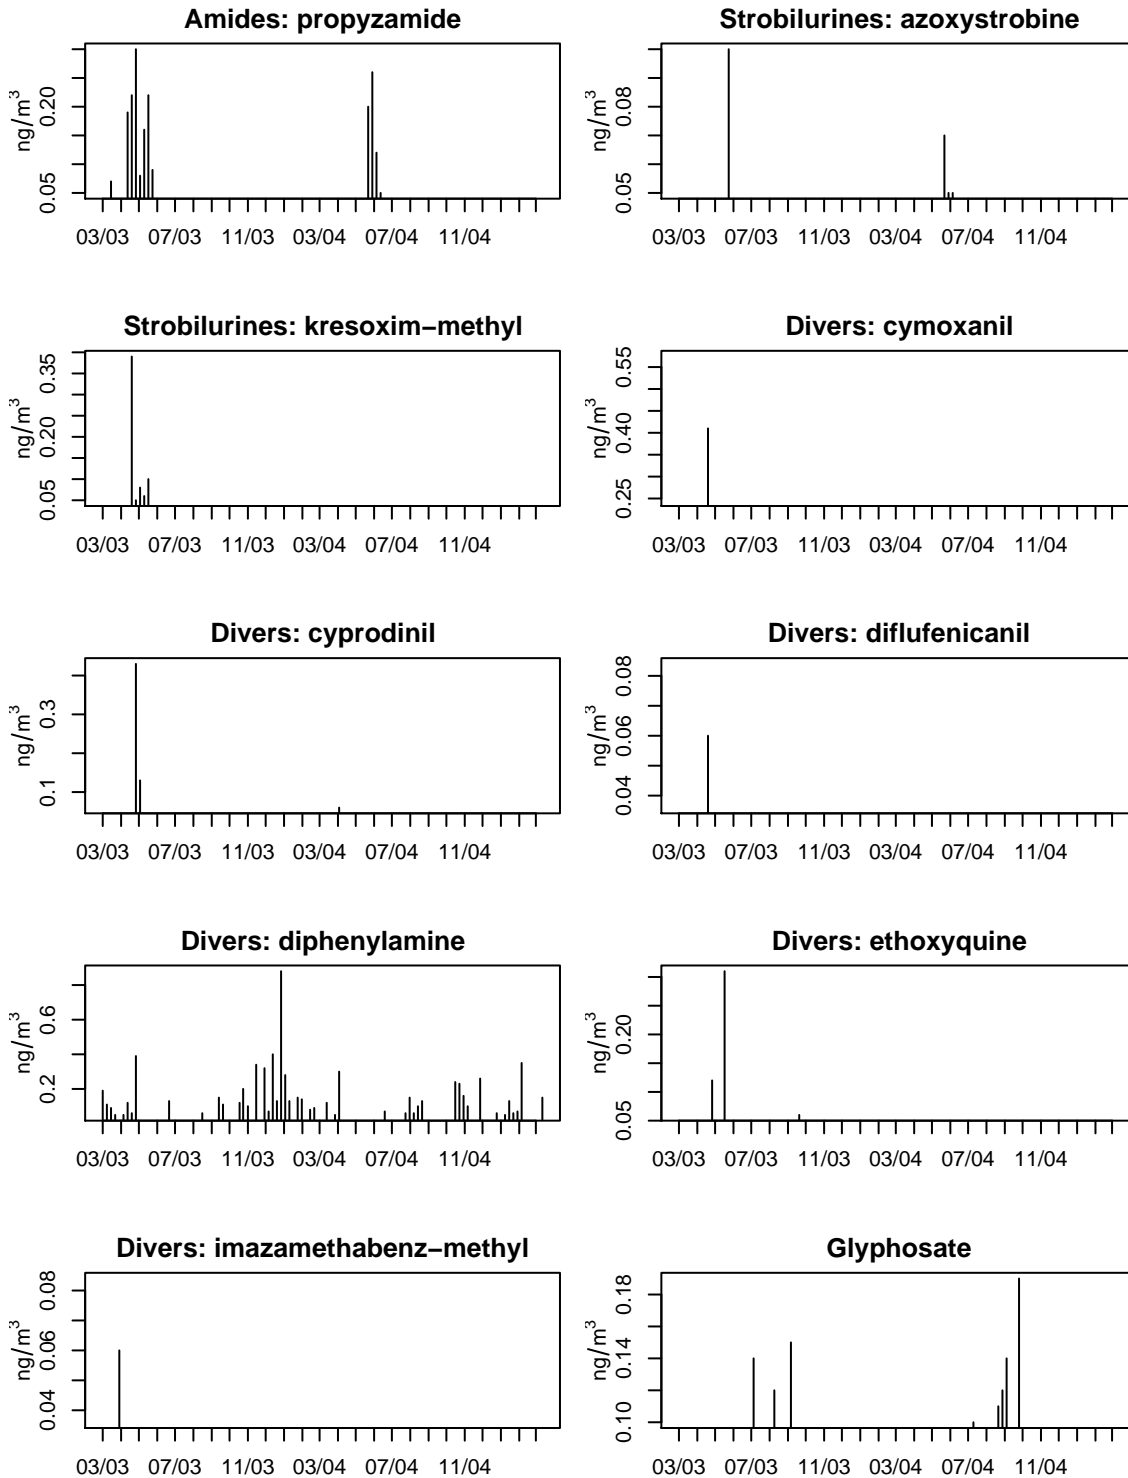 Amides: propyzamide
ng/m³
0.05 0.20
03/03 07/03 11/03 03/04 07/04 11/04
Strobilurines: azoxystrobine
ng/m³
0.05 0.08
03/03 07/03 11/03 03/04 07/04 11/04
Strobilurines: kresoxim−methyl
ng/m³
0.05 0.20 0.35
03/03 07/03 11/03 03/04 07/04 11/04
Divers: cymoxanil
ng/m³
0.25 0.40 0.55
03/03 07/03 11/03 03/04 07/04 11/04
Divers: cyprodinil
ng/m³
0.1 0.3
03/03 07/03 11/03 03/04 07/04 11/04
Divers: diflufenicanil
ng/m³
0.04 0.06 0.08
03/03 07/03 11/03 03/04 07/04 11/04
Divers: diphenylamine
ng/m³
0.2 0.6
03/03 07/03 11/03 03/04 07/04 11/04
Divers: ethoxyquine
ng/m³
0.05 0.20
03/03 07/03 11/03 03/04 07/04 11/04
Divers: imazamethabenz−methyl
ng/m³
0.04 0.06 0.08
03/03 07/03 11/03 03/04 07/04 11/04
Glyphosate
ng/m³
0.10 0.14 0.18
03/03 07/03 11/03 03/04 07/04 11/04